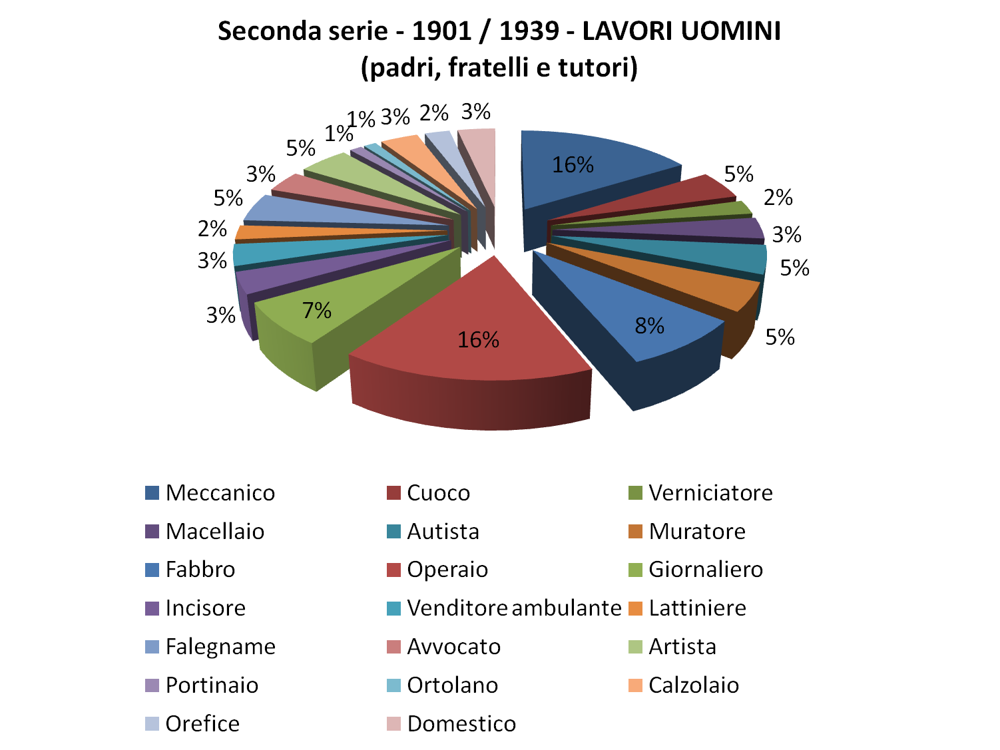 Seconda serie - 1901 / 1939 - LAVORI UOMINI
(padri, fratelli e tutori)
16%
5%
2%
3%
5%
5%
8%
16%
7%
3%
3%
2%
5%
3%
5%
1%
1%
3%
2%
3%
Meccanico Cuoco Verniciatore
Macellaio Autista Muratore
Fabbro Operaio Giornaliero
Incisore Venditore ambulante Lattiniere
Falegname Avvocato Artista
Portinaio Ortolano Calzolaio
Orefice Domestico